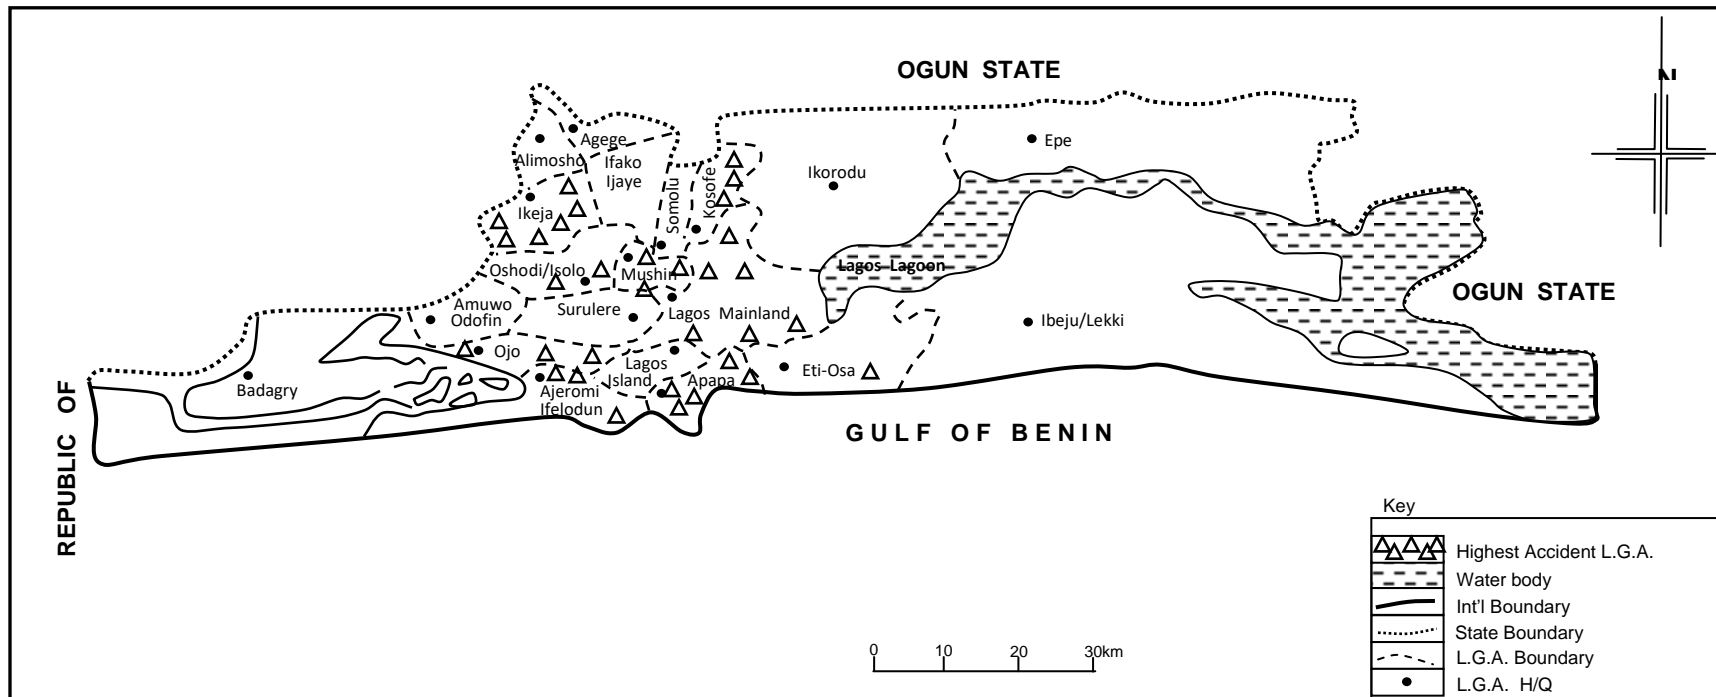 OGUN STATE
Agege
Alimosho
Ifako
Ijaye
Epe
Ikorodu
Somolu
Kosofe
Ikeja
Oshodi/Isolo
Mushin
Lagos Lagoon
OGUN STATE
Amuwo
Odofin
Surulere
Lagos Mainland
Ibeju/Lekki
Ojo
Lagos
Island
Apapa
Eti-Osa
Badagry
Ajeromi
Ifelodun
GULF OF BENIN
REPUBLIC OF
Key
Highest Accident L.G.A.
Water body
Int'l Boundary
State Boundary
L.G.A. Boundary
L.G.A. H/Q
0 10 20 30km